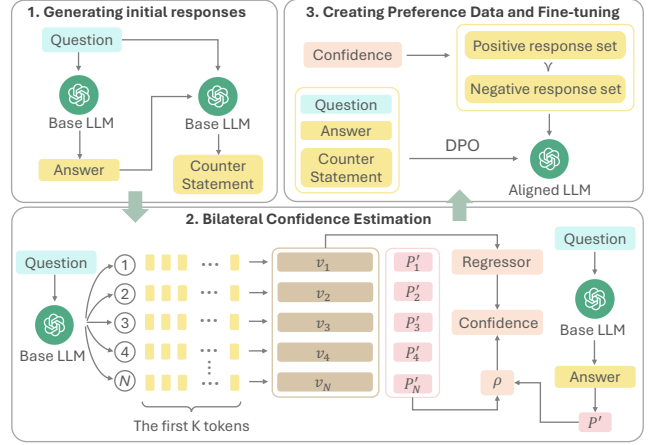 1. Generating initial responses
Question
Base LLM
Base LLM
Answer
Counter
Statement
3. Creating Preference Data and Fine-tuning
Confidence
Positive response set
≻
Negative response set
Question
Answer
Counter
Statement
DPO
Aligned LLM
2. Bilateral Confidence Estimation
Question
Base LLM
1
2
3
4
N
...
...
...
...
...
The first K tokens
v₁
v₂
v₃
v₄
v_N
P′₁
P′₂
P′₃
P′₄
P′_N
Regressor
Confidence
ρ
Question
Base LLM
Answer
P′